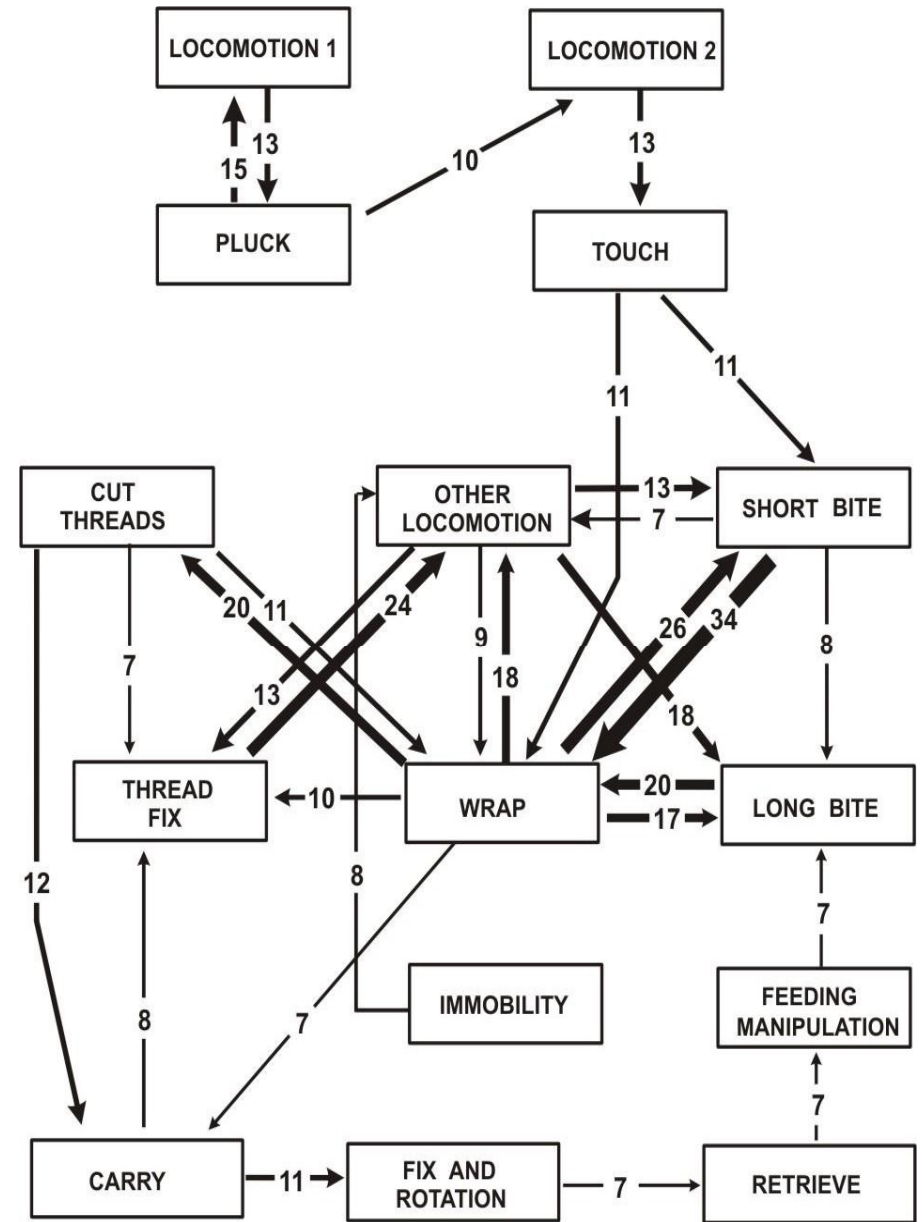 LOCOMOTION 1
LOCOMOTION 2
13
13
15
10
PLUCK
TOUCH
11
11
CUT
THREADS
OTHER
LOCOMOTION
13
7
SHORT BITE
20
11
24
9
18
26
34
7
8
13
18
THREAD
FIX
10
WRAP
20
17
LONG BITE
12
8
7
8
7
IMMOBILITY
FEEDING
MANIPULATION
7
CARRY
11
FIX AND
ROTATION
7
RETRIEVE